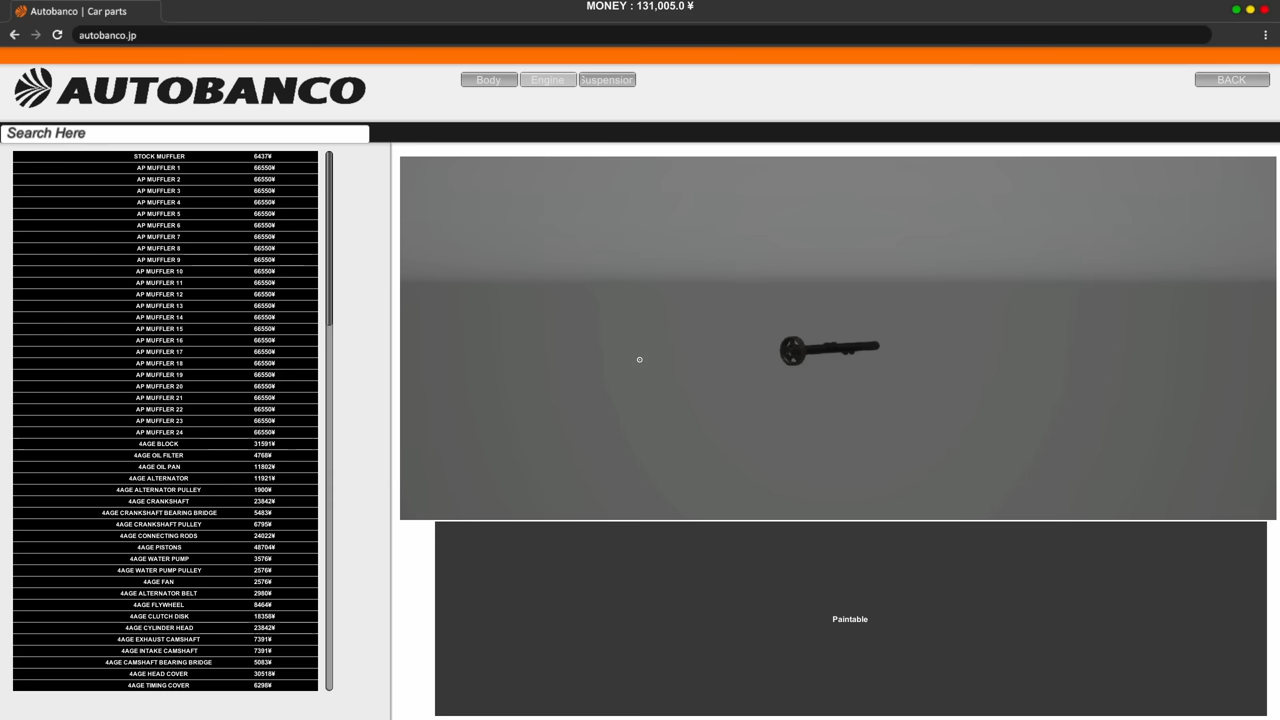 Autobanco | Car parts
MONEY : 131,005.0 ¥
autobanco.jp
AUTOBANCO
Body
Engine
Suspension
BACK
Search Here
STOCK MUFFLER 6437¥
AP MUFFLER 1 66550¥
AP MUFFLER 2 66550¥
AP MUFFLER 3 66550¥
AP MUFFLER 4 66550¥
AP MUFFLER 5 66550¥
AP MUFFLER 6 66550¥
AP MUFFLER 7 66550¥
AP MUFFLER 8 66550¥
AP MUFFLER 9 66550¥
AP MUFFLER 10 66550¥
AP MUFFLER 11 66550¥
AP MUFFLER 12 66550¥
AP MUFFLER 13 66550¥
AP MUFFLER 14 66550¥
AP MUFFLER 15 66550¥
AP MUFFLER 16 66550¥
AP MUFFLER 17 66550¥
AP MUFFLER 18 66550¥
AP MUFFLER 19 66550¥
AP MUFFLER 20 66550¥
AP MUFFLER 21 66550¥
AP MUFFLER 22 66550¥
AP MUFFLER 23 66550¥
AP MUFFLER 24 66550¥
4AGE BLOCK 31591¥
4AGE OIL FILTER 4768¥
4AGE OIL PAN 11802¥
4AGE ALTERNATOR 11921¥
4AGE ALTERNATOR PULLEY 1900¥
4AGE CRANKSHAFT 23842¥
4AGE CRANKSHAFT BEARING BRIDGE 5483¥
4AGE CRANKSHAFT PULLEY 6795¥
4AGE CONNECTING RODS 24022¥
4AGE PISTONS 48704¥
4AGE WATER PUMP 3576¥
4AGE WATER PUMP PULLEY 2576¥
4AGE FAN 2576¥
4AGE ALTERNATOR BELT 2980¥
4AGE FLYWHEEL 8464¥
4AGE CLUTCH DISK 18358¥
4AGE CYLINDER HEAD 23842¥
4AGE EXHAUST CAMSHAFT 7391¥
4AGE INTAKE CAMSHAFT 7391¥
4AGE CAMSHAFT BEARING BRIDGE 5083¥
4AGE HEAD COVER 30518¥
4AGE TIMING COVER 6298¥
Paintable